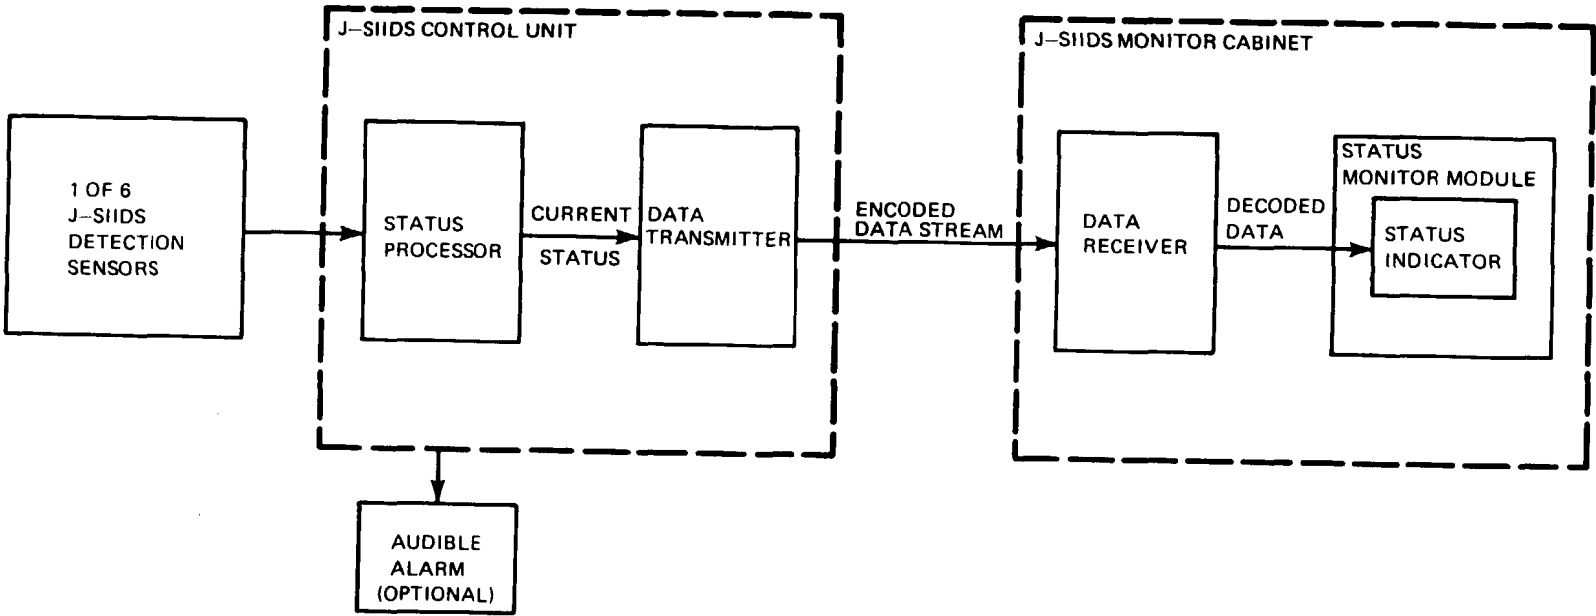 J–SIIDS CONTROL UNIT
J–SIIDS MONITOR CABINET
1 OF 6
J–SIIDS
DETECTION
SENSORS
STATUS
PROCESSOR
CURRENT
STATUS
DATA
TRANSMITTER
ENCODED
DATA STREAM
DATA
RECEIVER
DECODED
DATA
STATUS
MONITOR MODULE
STATUS
INDICATOR
AUDIBLE
ALARM
(OPTIONAL)